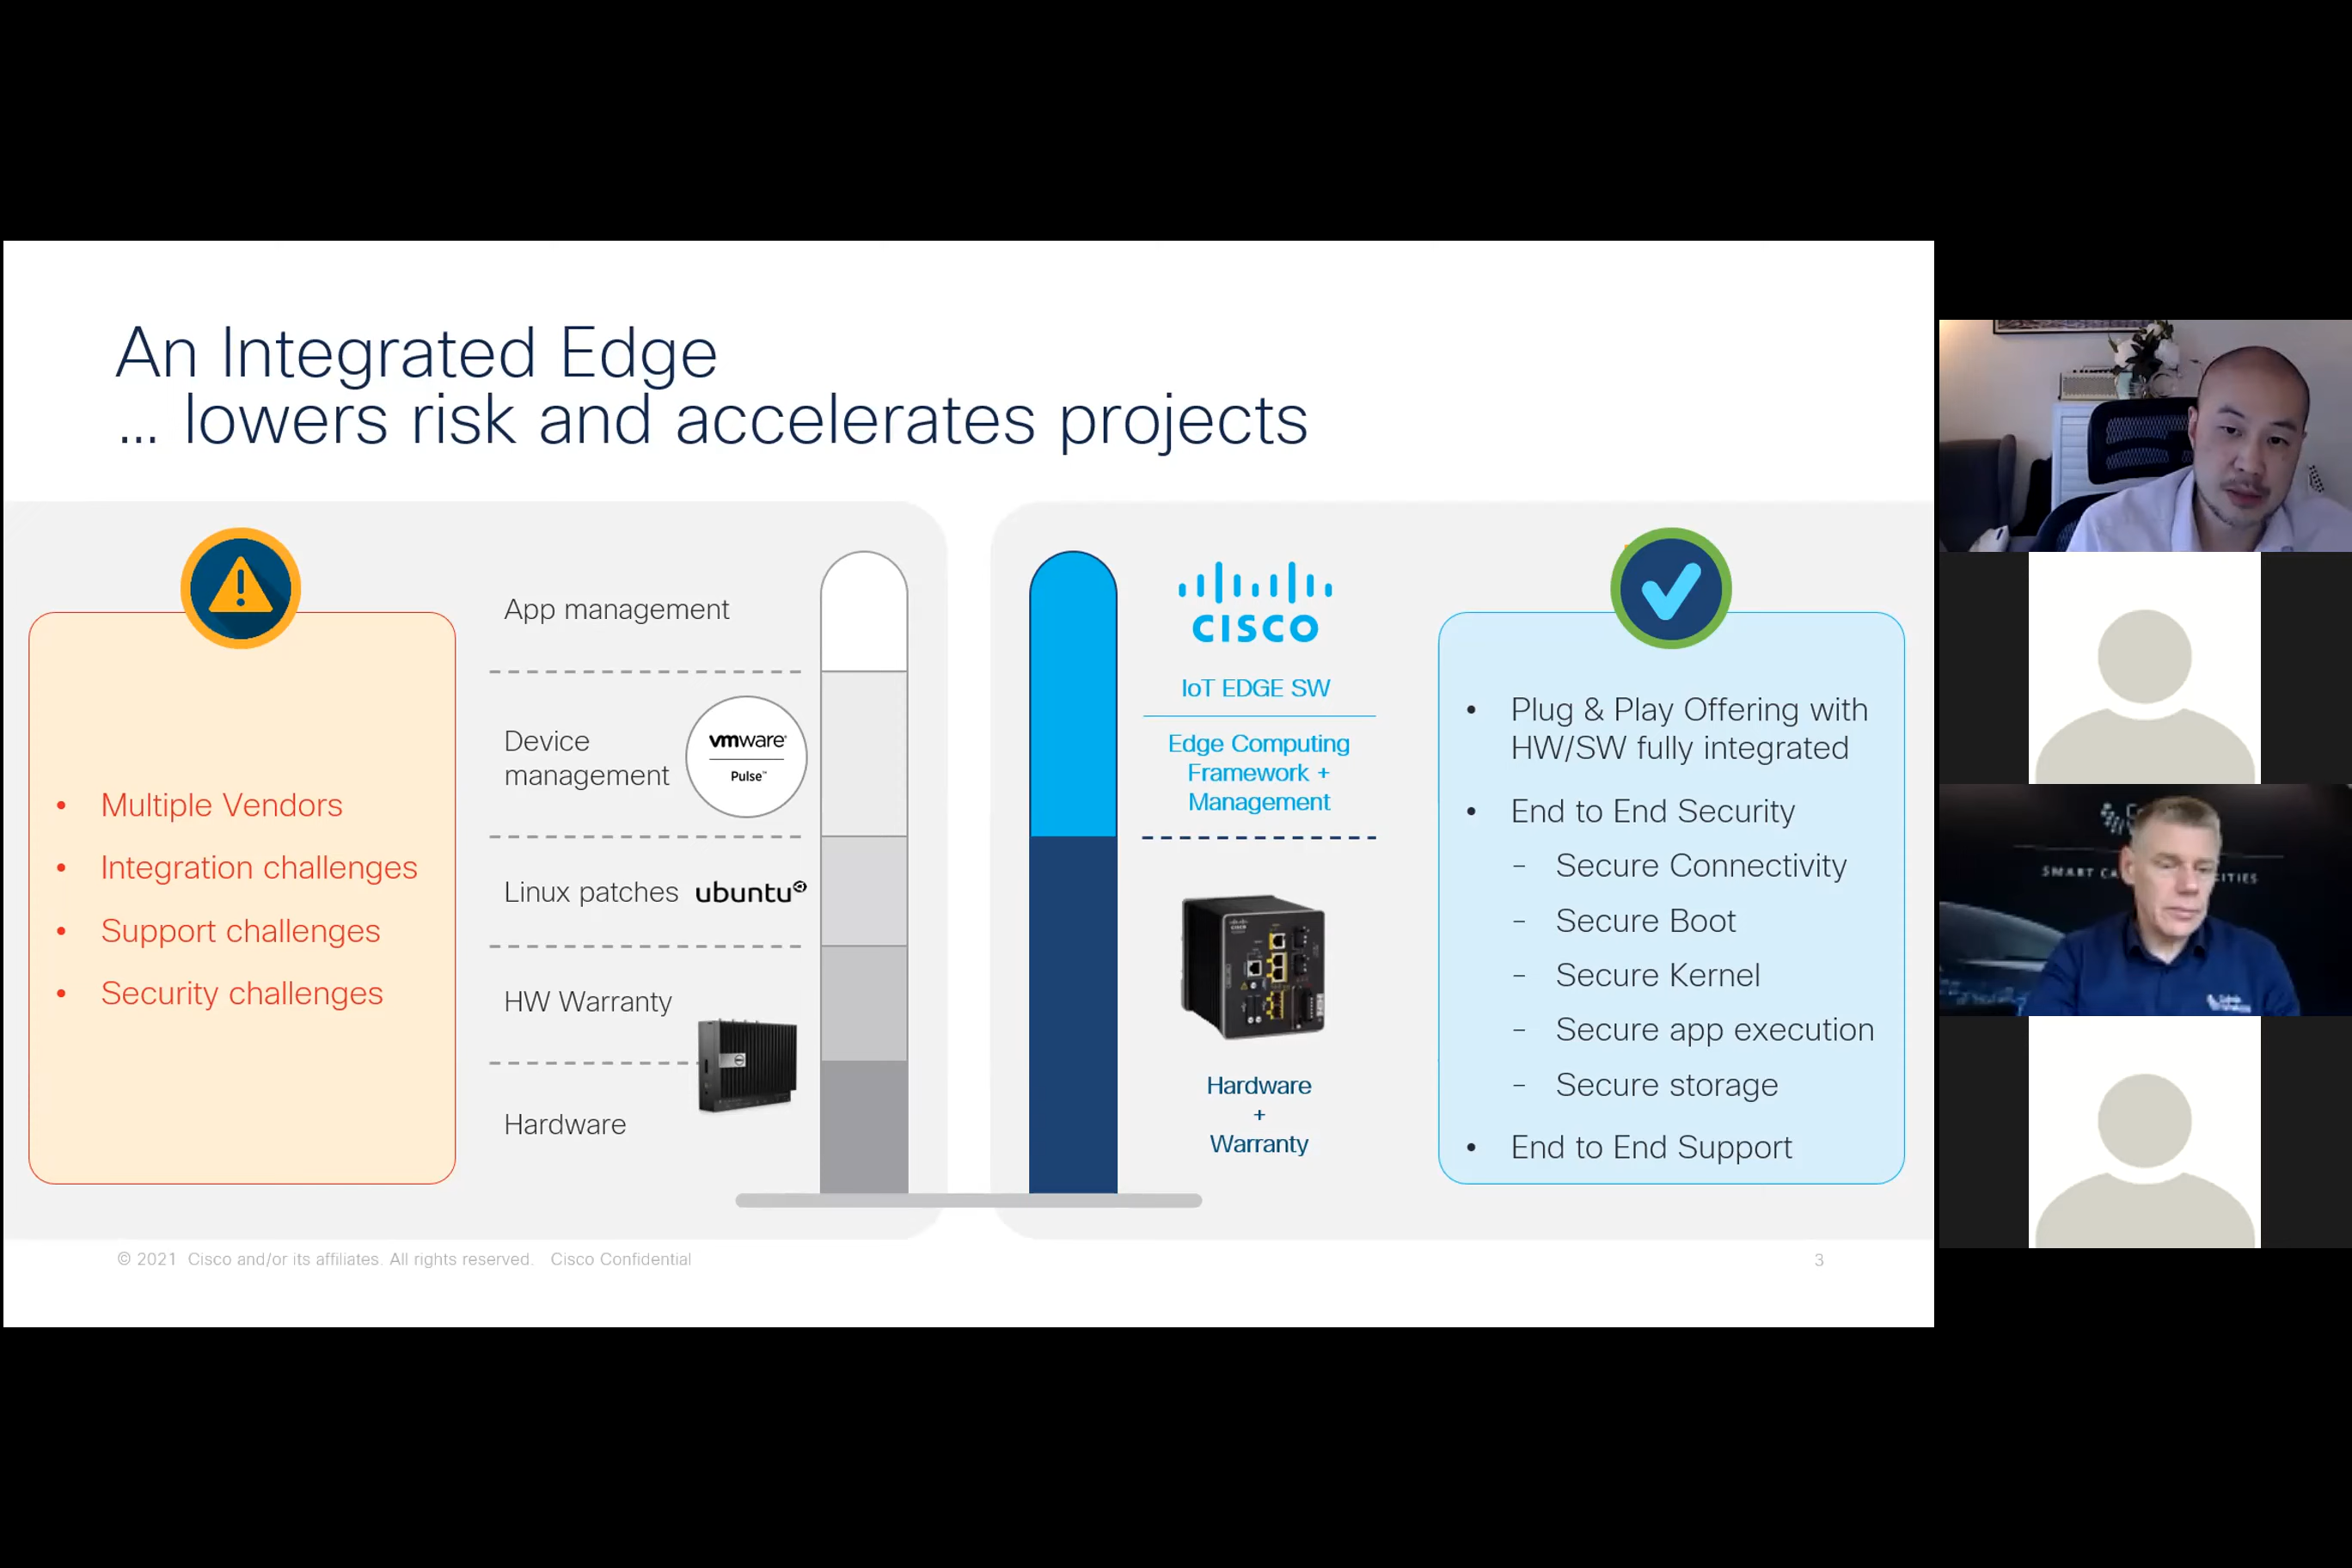 An Integrated Edge
... lowers risk and accelerates projects
• Multiple Vendors
• Integration challenges
• Support challenges
• Security challenges
App management
Device
management
vmware®
Pulse™
Linux patches
ubuntu
HW Warranty
Hardware
CISCO
IoT EDGE SW
Edge Computing
Framework +
Management
Hardware
+
Warranty
• Plug & Play Offering with
HW/SW fully integrated
• End to End Security
– Secure Connectivity
– Secure Boot
– Secure Kernel
– Secure app execution
– Secure storage
• End to End Support
© 2021 Cisco and/or its affiliates. All rights reserved. Cisco Confidential
3
SMART